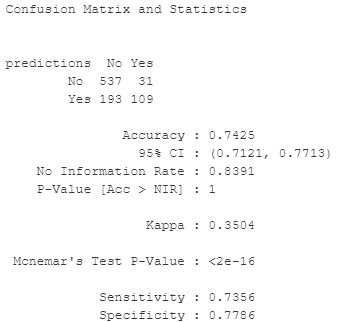 Confusion Matrix and Statistics
predictions No Yes
No 537 31
Yes 193 109
Accuracy : 0.7425
95% CI : (0.7121, 0.7713)
No Information Rate : 0.8391
P-Value [Acc > NIR] : 1
Kappa : 0.3504
Mcnemar's Test P-Value : <2e-16
Sensitivity : 0.7356
Specificity : 0.7786